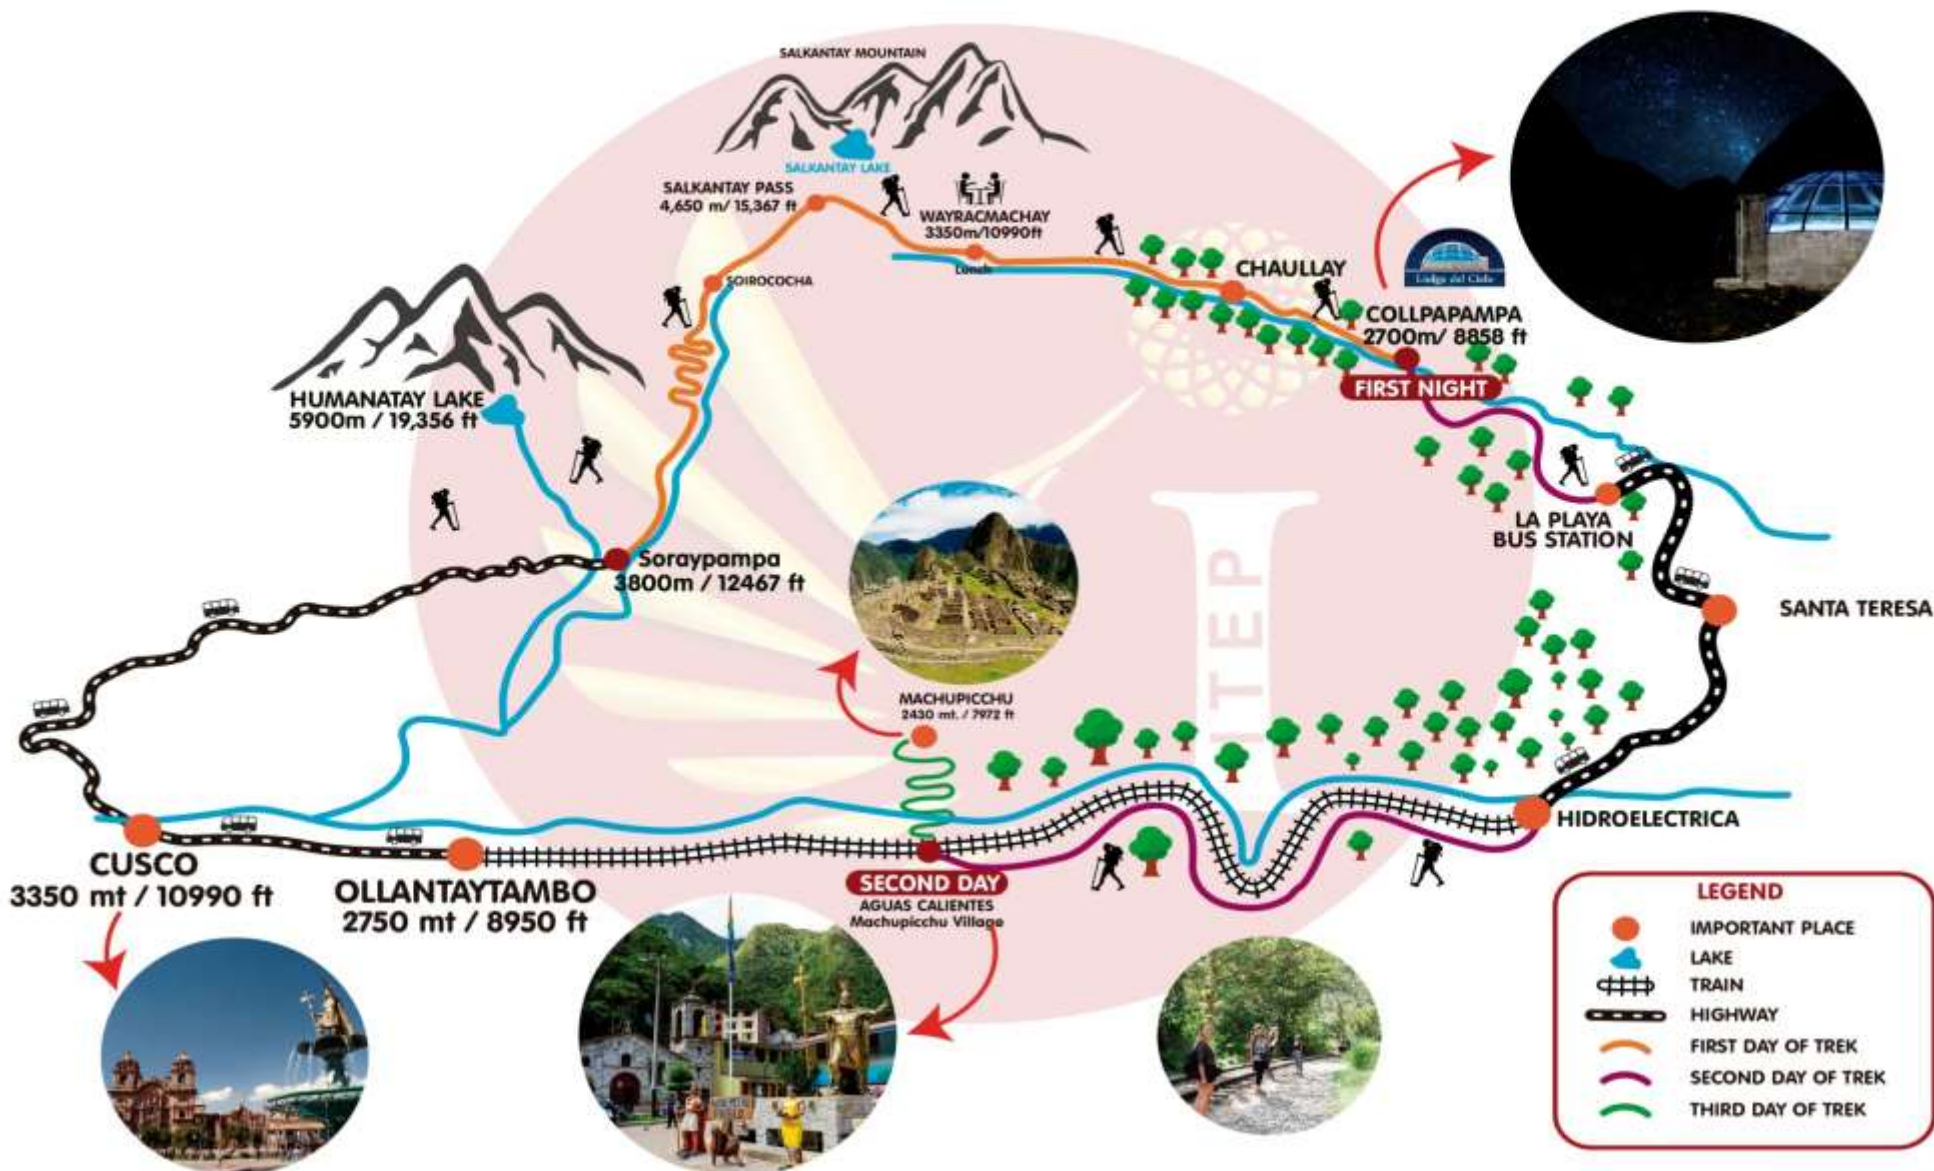 SALKANTAY MOUNTAIN
SALKANTAY LAKE
SALKANTAY PASS
4,650 m/ 15,367 ft
WAYRACMACHAY
3350m/10990ft
Lunch
SOIROCOCHA
CHAULLAY
Lodge del Cielo
COLLPAPAMPA
2700m/ 8858 ft
FIRST NIGHT
HUMANATAY LAKE
5900m / 19,356 ft
LA PLAYA
BUS STATION
Soraypampa
3800m / 12467 ft
ITEP
SANTA TERESA
MACHUPICCHU
2430 mt. / 7972 ft
HIDROELECTRICA
CUSCO
3350 mt / 10990 ft
OLLANTAYTAMBO
2750 mt / 8950 ft
SECOND DAY
AGUAS CALIENTES
Machupicchu Village
LEGEND
IMPORTANT PLACE
LAKE
TRAIN
HIGHWAY
FIRST DAY OF TREK
SECOND DAY OF TREK
THIRD DAY OF TREK